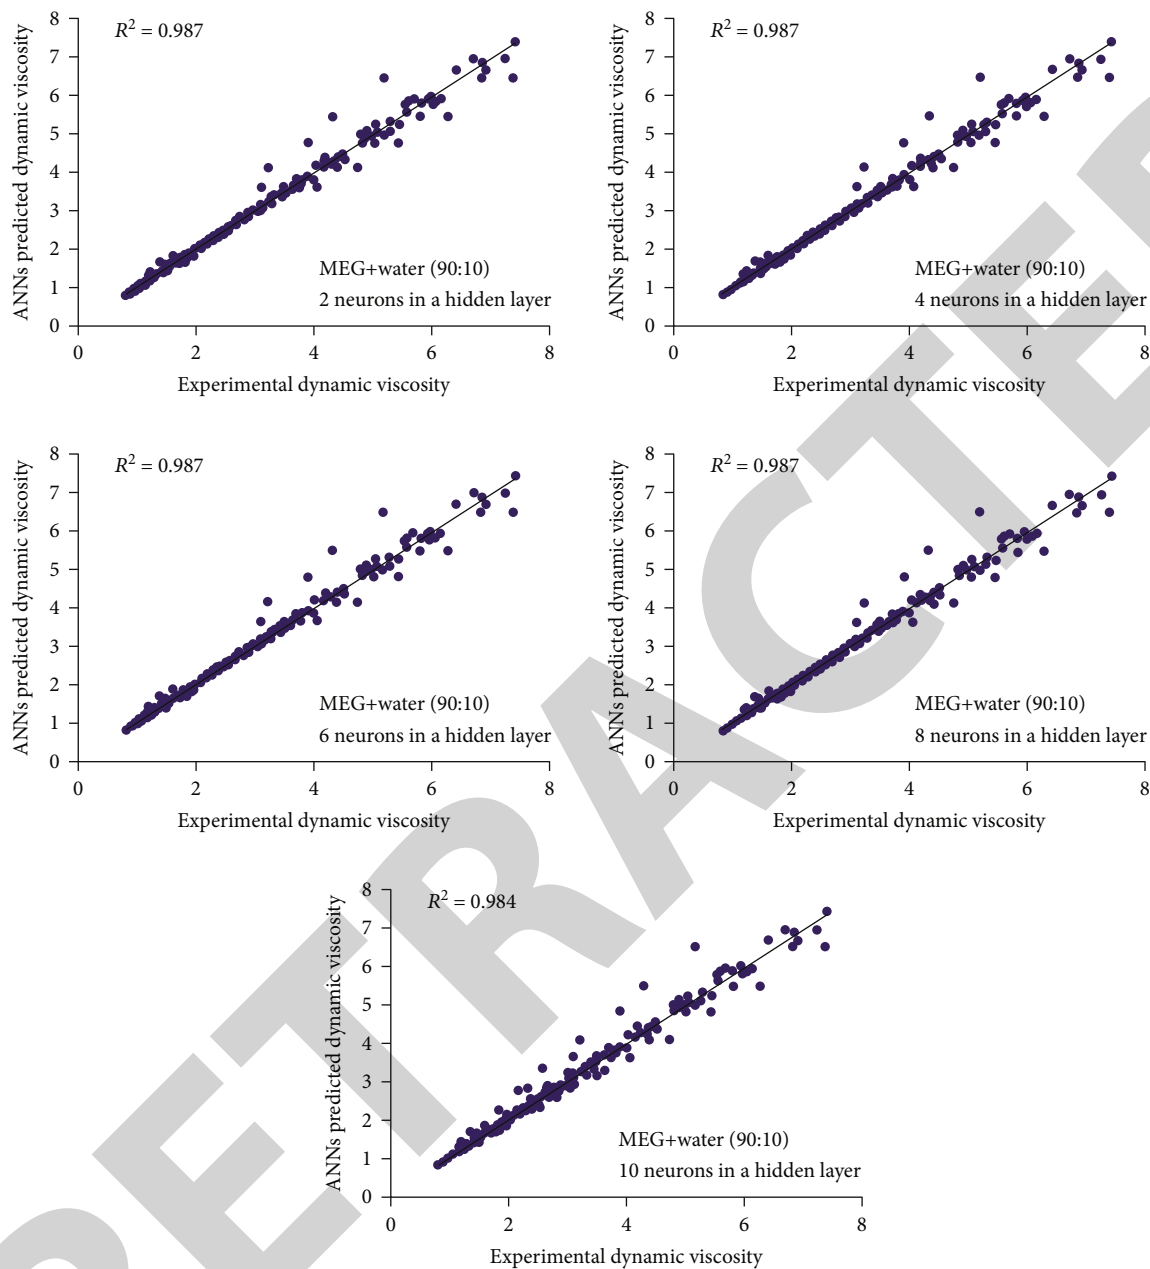 R² = 0.987
8
7
6
5
4
3
2
1
0
0 2 4 6 8
ANNs predicted dynamic viscosity
Experimental dynamic viscosity
MEG+water (90:10)
2 neurons in a hidden layer
R² = 0.987
8
7
6
5
4
3
2
1
0
0 2 4 6 8
ANNs predicted dynamic viscosity
Experimental dynamic viscosity
MEG+water (90:10)
4 neurons in a hidden layer
R² = 0.987
8
7
6
5
4
3
2
1
0
0 2 4 6 8
ANNs predicted dynamic viscosity
Experimental dynamic viscosity
MEG+water (90:10)
6 neurons in a hidden layer
R² = 0.987
8
7
6
5
4
3
2
1
0
0 2 4 6 8
ANNs predicted dynamic viscosity
Experimental dynamic viscosity
MEG+water (90:10)
8 neurons in a hidden layer
R² = 0.984
8
7
6
5
4
3
2
1
0
0 2 4 6 8
ANNs predicted dynamic viscosity
Experimental dynamic viscosity
MEG+water (90:10)
10 neurons in a hidden layer
RETRACTE